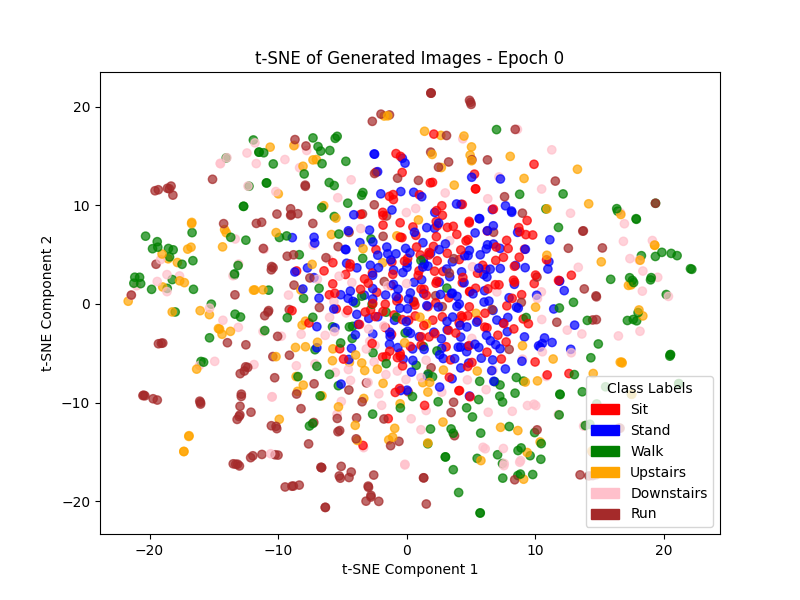 t-SNE of Generated Images - Epoch 0
t-SNE Component 2
20
10
0
−10
−20
−20
−10
0
10
20
t-SNE Component 1
Class Labels
Sit
Stand
Walk
Upstairs
Downstairs
Run